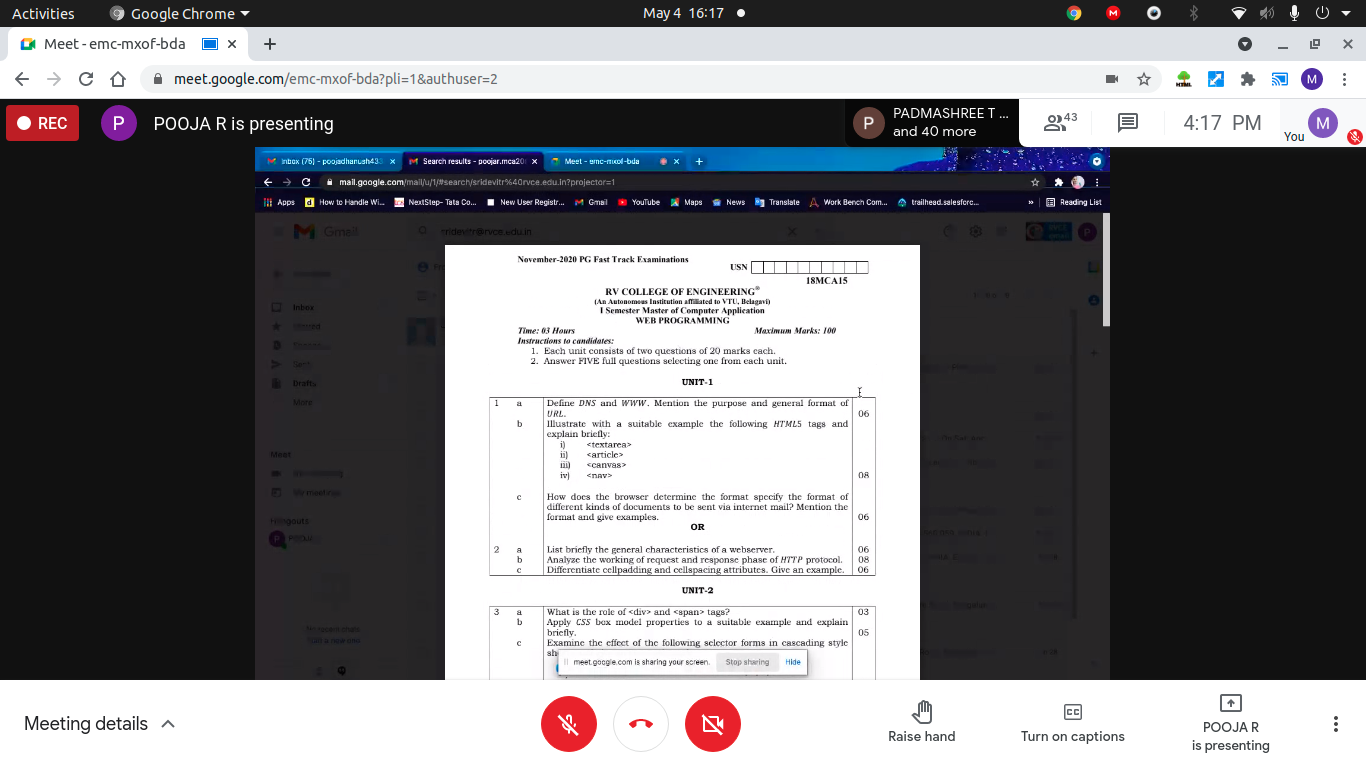 Activities Google Chrome May 4 16:17
Meet - emc-mxof-bda
meet.google.com/emc-mxof-bda?pli=1&authuser=2 HTML M
REC P POOJA R is presenting P PADMASHREE T ...
and 40 more 43 4:17 PM You M
Inbox (75) - poojadhanush433 Search results - poojar.mca20 Meet - emc-mxof-bda
mail.google.com/mail/u/1/#search/sridevitr%40rvce.edu.in?projector=1
Apps How to Handle Wi... NextStep- Tata Co... New User Registr... Gmail YouTube Maps News Translate Work Bench Com... trailhead.salesforc... » Reading List
Gmail sridevitr@rvce.edu.in P
Inbox
Drafts
More
Meet
My meetings
Hangouts
November-2020 PG Fast Track Examinations
USN
18MCA15
RV COLLEGE OF ENGINEERING®
(An Autonomous Institution affiliated to VTU, Belagavi)
I Semester Master of Computer Application
WEB PROGRAMMING
Time: 03 Hours Maximum Marks: 100
Instructions to candidates:
1. Each unit consists of two questions of 20 marks each.
2. Answer FIVE full questions selecting one from each unit.
UNIT-1
1 a Define DNS and WWW. Mention the purpose and general format of
URL. 06
b Illustrate with a suitable example the following HTML5 tags and
explain briefly:
i) <textarea>
ii) <article>
iii) <canvas>
iv) <nav> 08
c How does the browser determine the format specify the format of
different kinds of documents to be sent via internet mail? Mention the
format and give examples. 06
OR
2 a List briefly the general characteristics of a webserver. 06
b Analyze the working of request and response phase of HTTP protocol. 08
c Differentiate cellpadding and cellspacing attributes. Give an example. 06
UNIT-2
3 a What is the role of <div> and <span> tags? 03
b Apply CSS box model properties to a suitable example and explain
briefly. 05
c Examine the effect of the following selector forms in cascading style
meet.google.com is sharing your screen. Stop sharing Hide
Meeting details Raise hand Turn on captions POOJA R
is presenting